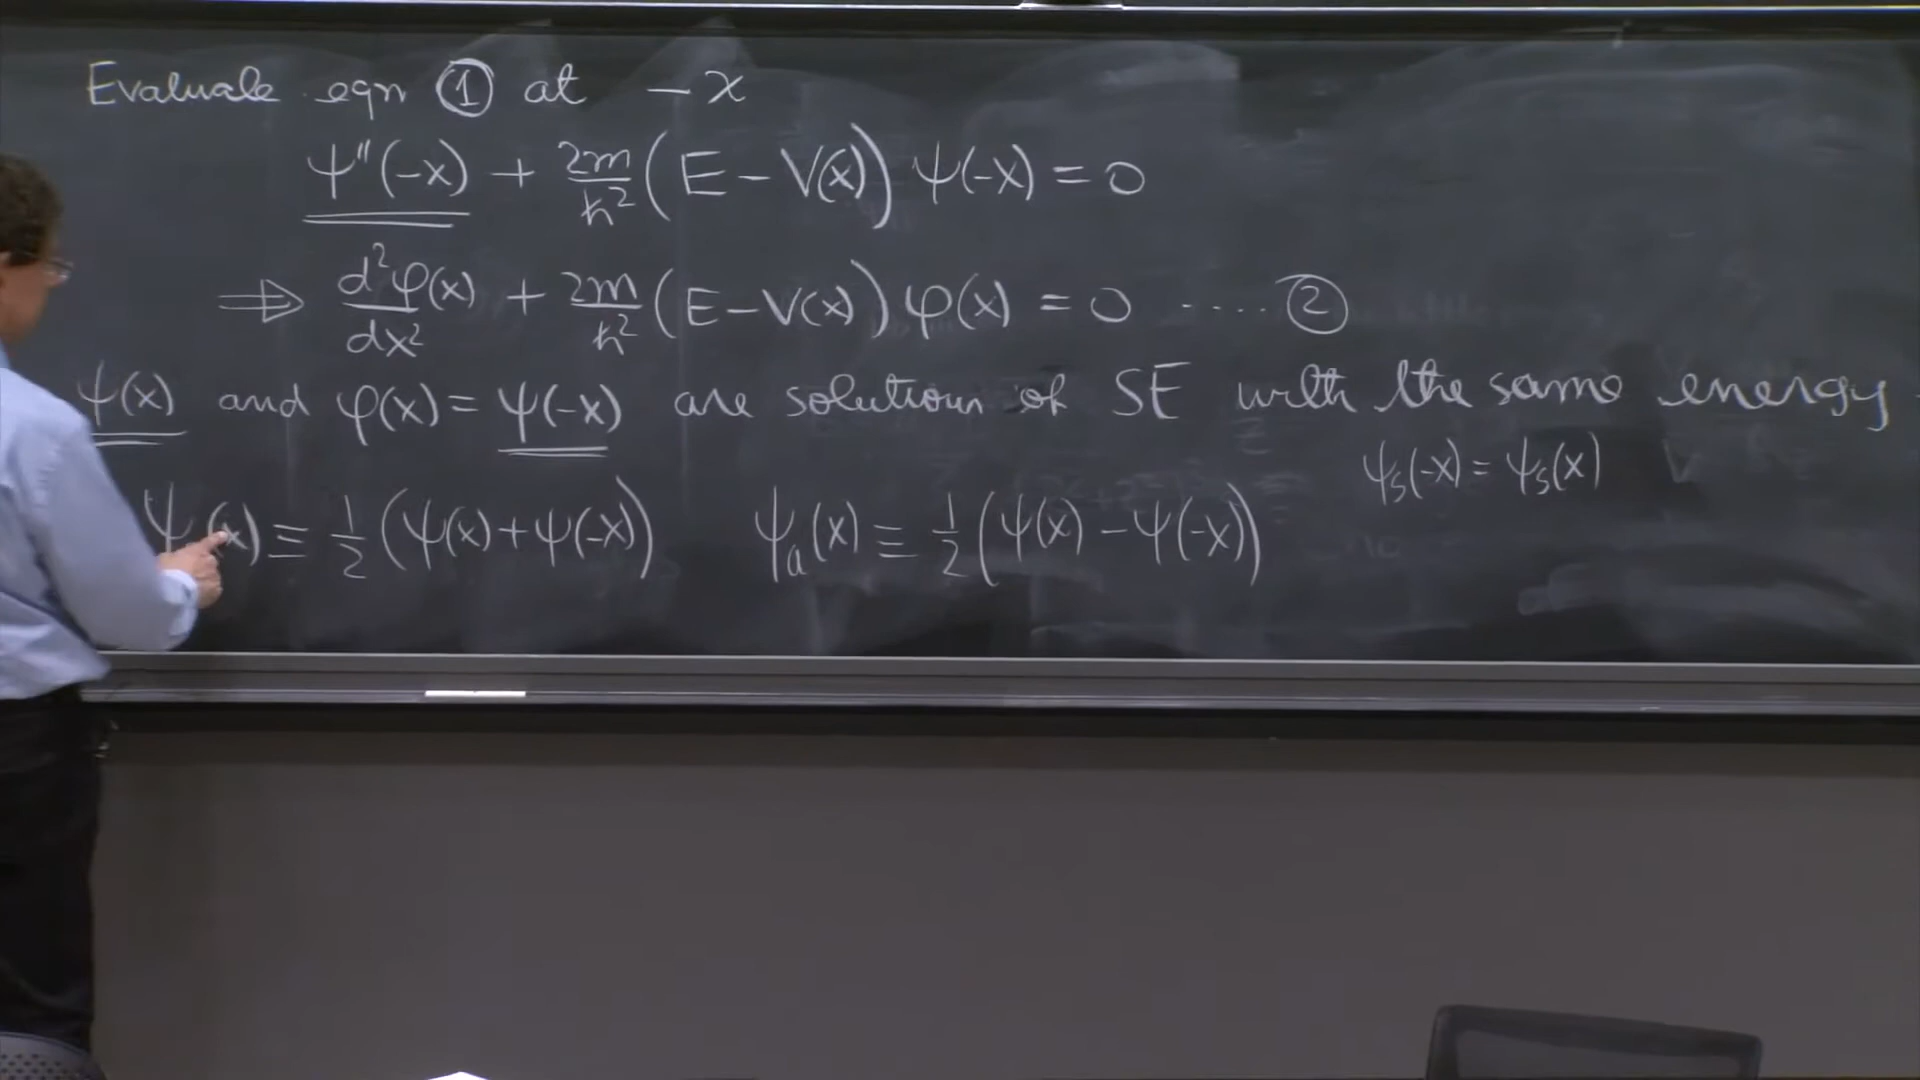 Evaluate eqn ① at -x
ψ''(-x) + 2m/ħ² (E - V(x)) ψ(-x) = 0
⇒ d²φ(x)/dx² + 2m/ħ² (E - V(x)) φ(x) = 0 ..... ②
ψ(x) and φ(x) = ψ(-x) are solutions of SE with the same energy.
ψₛ(-x) = ψₛ(x)
ψ (x) ≡ 1/2 (ψ(x) + ψ(-x)) ψₐ(x) ≡ 1/2 (ψ(x) - ψ(-x))